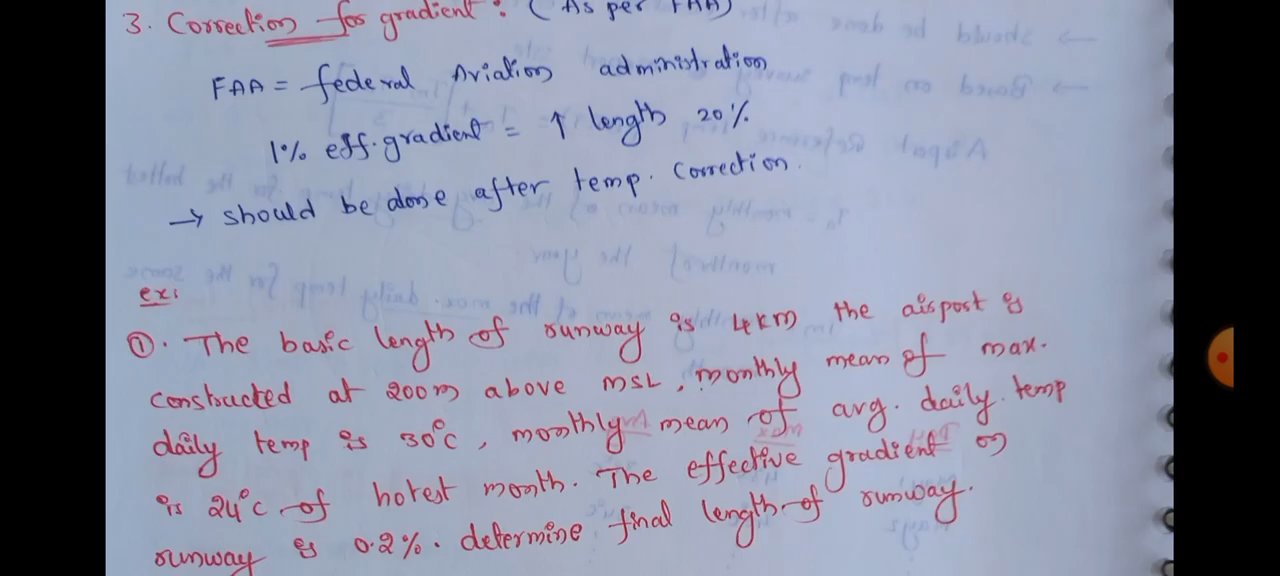 3. Correction for gradient : ( As per FAA)
FAA = federal Aviation administration
1% eff. gradient = ↑ length 20%
→ should be done after temp. correction.
ex:
①. The basic length of runway is 4km the airport is
constructed at 200m above MSL, monthly mean of max.
daily temp is 30°c, monthly mean of avg. daily temp
is 24°c of hotest month. The effective gradient on
runway is 0.2%. determine final length of runway.